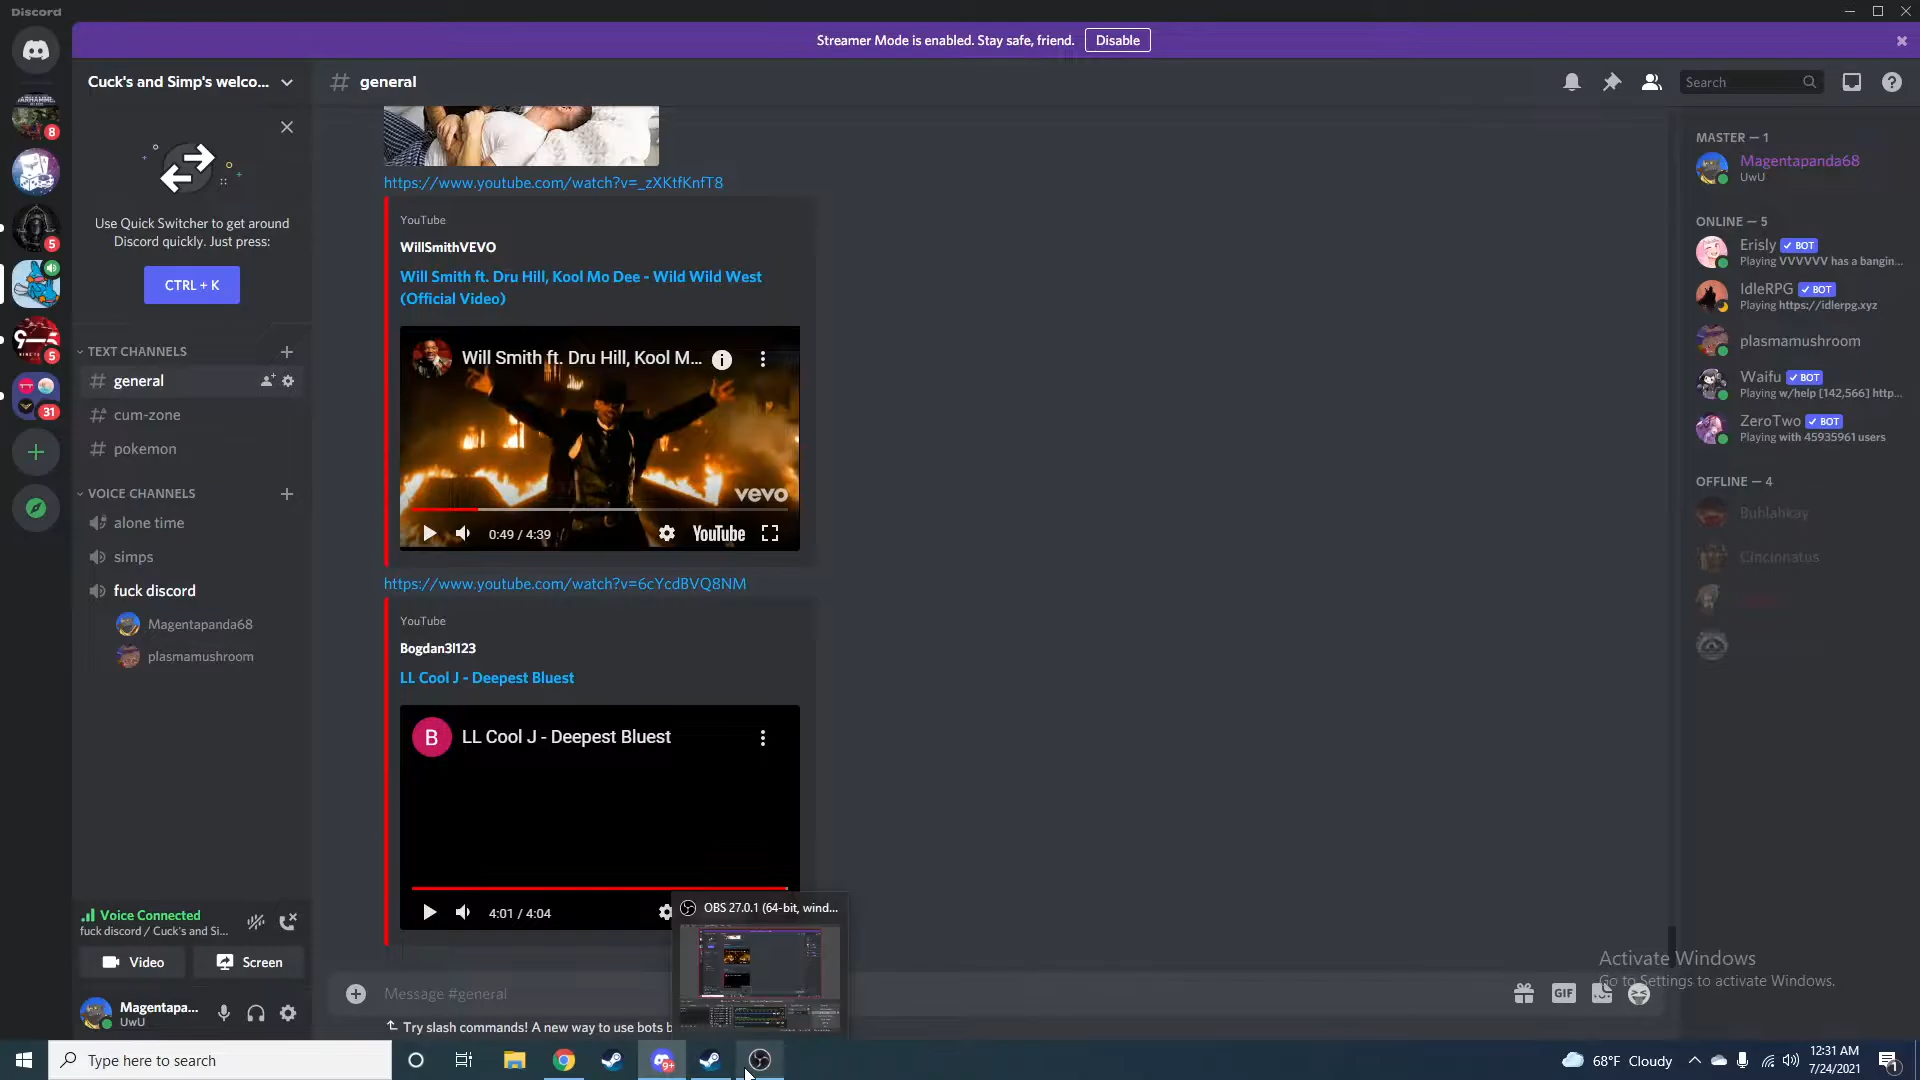 Discord
Streamer Mode is enabled. Stay safe, friend.
Disable
Cuck's and Simp's welco...
general
Search
8
5
5
31
Use Quick Switcher to get around
Discord quickly. Just press:
CTRL + K
TEXT CHANNELS
general
cum-zone
pokemon
VOICE CHANNELS
alone time
simps
fuck discord
Magentapanda68
plasmamushroom
Voice Connected
fuck discord / Cuck's and Si...
Video
Screen
Magentapa...
UwU
https://www.youtube.com/watch?v=_zXKtfKnfT8
YouTube
WillSmithVEVO
Will Smith ft. Dru Hill, Kool Mo Dee - Wild Wild West
(Official Video)
Will Smith ft. Dru Hill, Kool M...
vevo
0:49 / 4:39
YouTube
https://www.youtube.com/watch?v=6cYcdBVQ8NM
YouTube
Bogdan3l123
LL Cool J - Deepest Bluest
B
LL Cool J - Deepest Bluest
4:01 / 4:04
OBS 27.0.1 (64-bit, wind...
Message #general
GIF
Try slash commands! A new way to use bots b
MASTER — 1
Magentapanda68
UwU
ONLINE — 5
Erisly
BOT
Playing VVVVVV has a bangin...
IdleRPG
BOT
Playing https://idlerpg.xyz
plasmamushroom
Waifu
BOT
Playing w/help [142,566] http...
ZeroTwo
BOT
Playing with 45935961 users
OFFLINE — 4
Buhlahkay
Cincionatus
Activate Windows
Go to Settings to activate Windows.
Type here to search
9+
68°F Cloudy
12:31 AM
7/24/2021
1